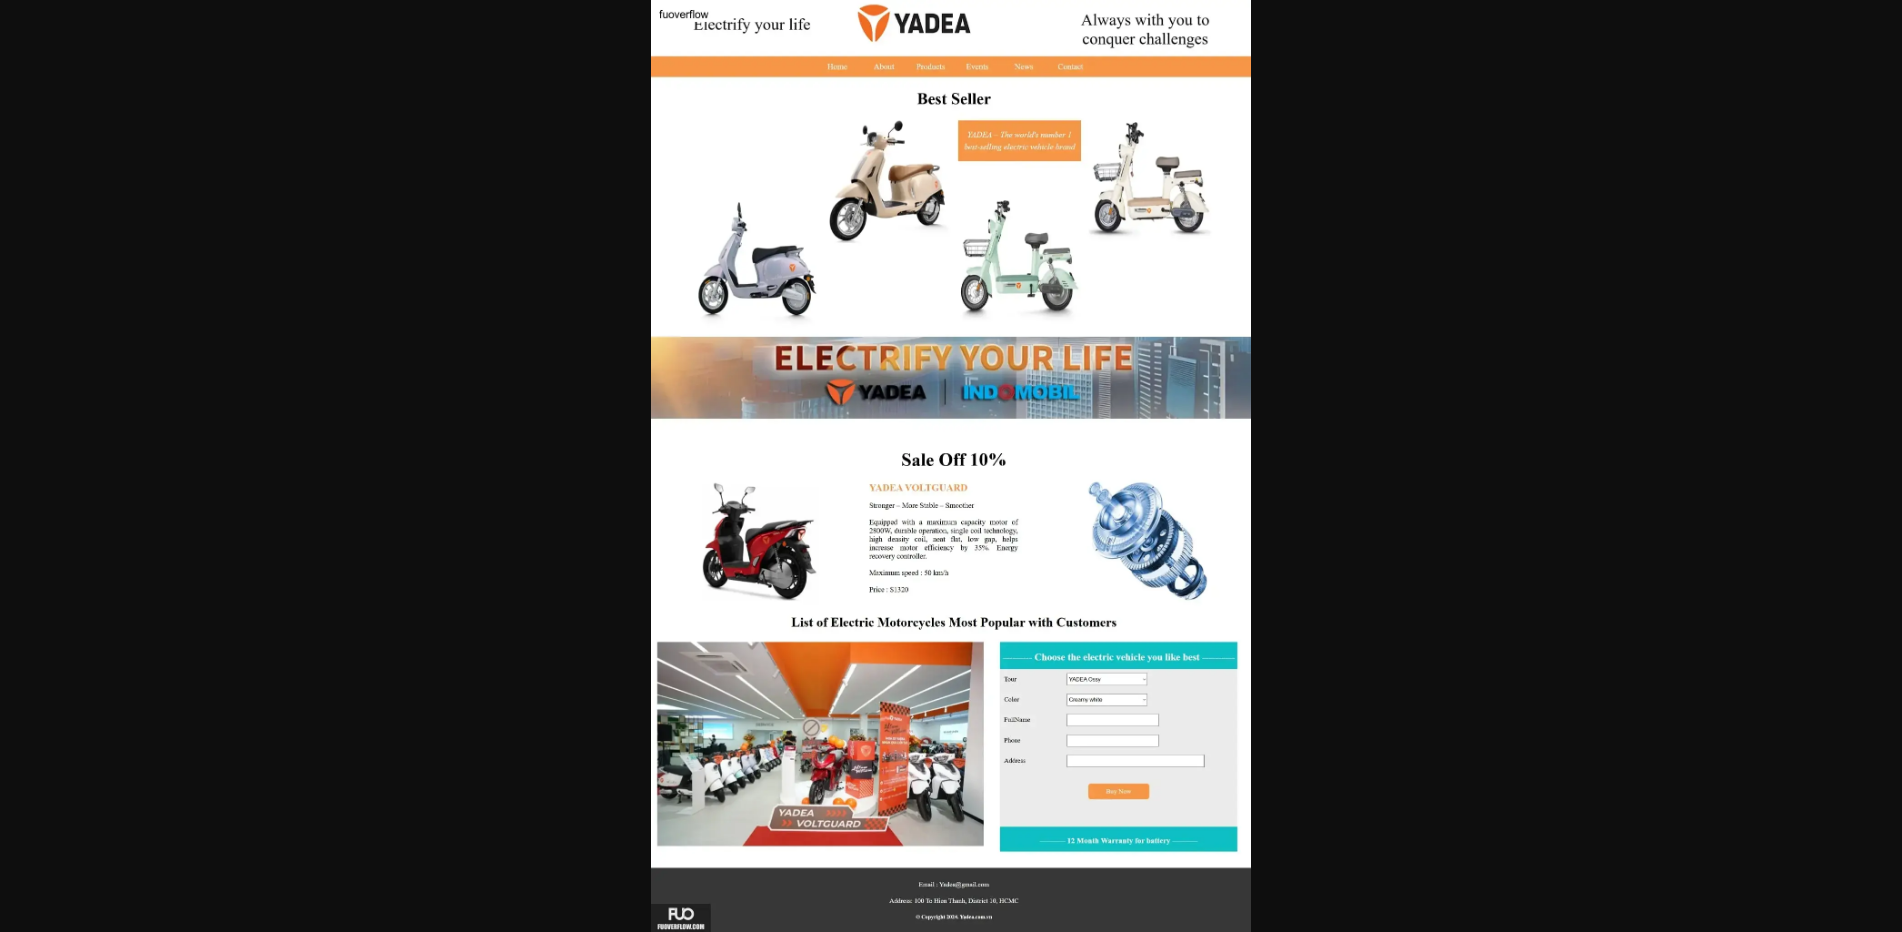 fuoverflow
Electrify your life
YADEA
Always with you to
conquer challenges
Home About Products Events News Contact
Best Seller
YADEA – The world's number 1
best-selling electric vehicle brand
ELECTRIFY YOUR LIFE
YADEA | INDOMOBIL
Sale Off 10%
YADEA VOLTGUARD
Stronger – More Stable – Smoother
Equipped with a maximum capacity motor of
2800W, durable operation, single coil technology,
high density coil, neat flat, low gap, helps
increase motor efficiency by 35%. Energy
recovery controller.
Maximum speed : 50 km/h
Price : $1320
List of Electric Motorcycles Most Popular with Customers
YADEA
VOLTGUARD
Choose the electric vehicle you like best
Tour
YADEA Ossy
Color
Creamy white
FullName
Phone
Address
Buy Now
12 Month Warranty for battery
Email : Yadea@gmail.com
Address: 100 To Hien Thanh, District 10, HCMC
© Copyright 2024. Yadea.com.vn
FUO
FUOVERFLOW.COM